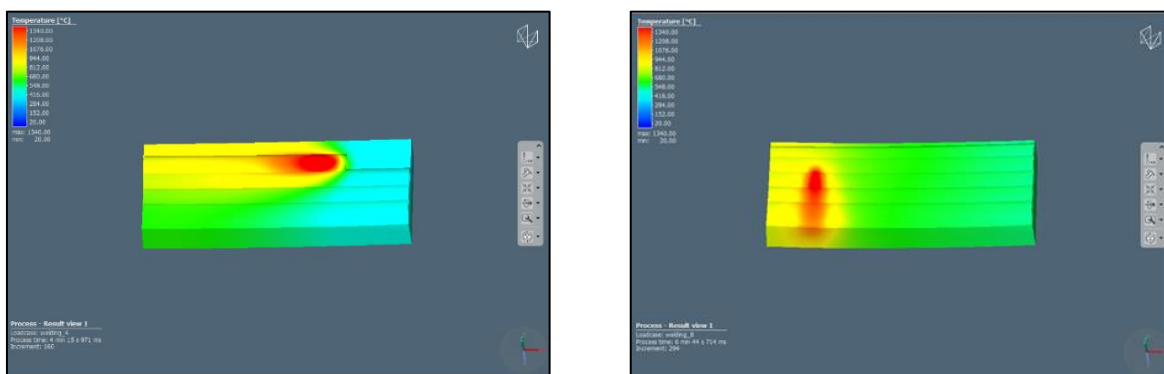 Temperature [°C]
1340.00
1208.00
1076.00
944.00
812.00
680.00
548.00
416.00
284.00
152.00
20.00
max: 1340.00
min: 20.00
Process - Result view 1
Loadcase: welding_4
Process time: 4 min 15 s 971 ms
Increment: 160
Temperature [°C]
1340.00
1208.00
1076.00
944.00
812.00
680.00
548.00
416.00
284.00
152.00
20.00
max: 1340.00
min: 20.00
Process - Result view 1
Loadcase: welding_8
Process time: 6 min 44 s 714 ms
Increment: 294